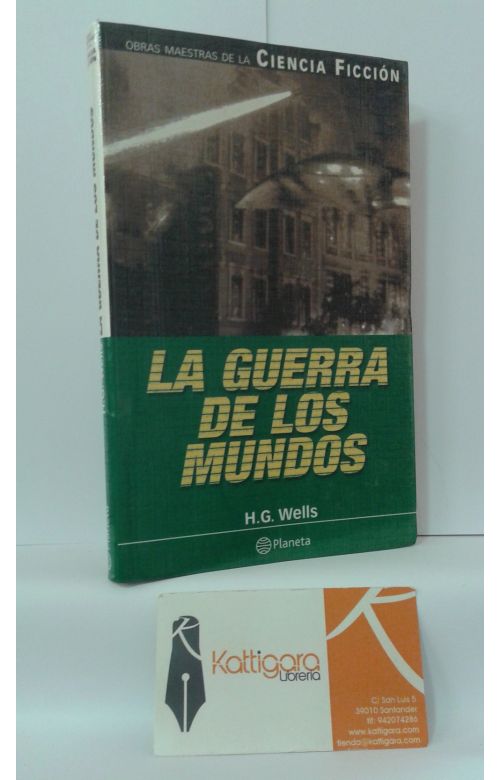 OBRAS MAESTRAS DE LA CIENCIA FICCIÓN
LA GUERRA
DE LOS
MUNDOS
H.G. Wells
Planeta
Kattigara
Librería
C/ San Luis 5
39010 Santander
tlf: 942074286
www.kattigara.com
tienda@kattigara.com